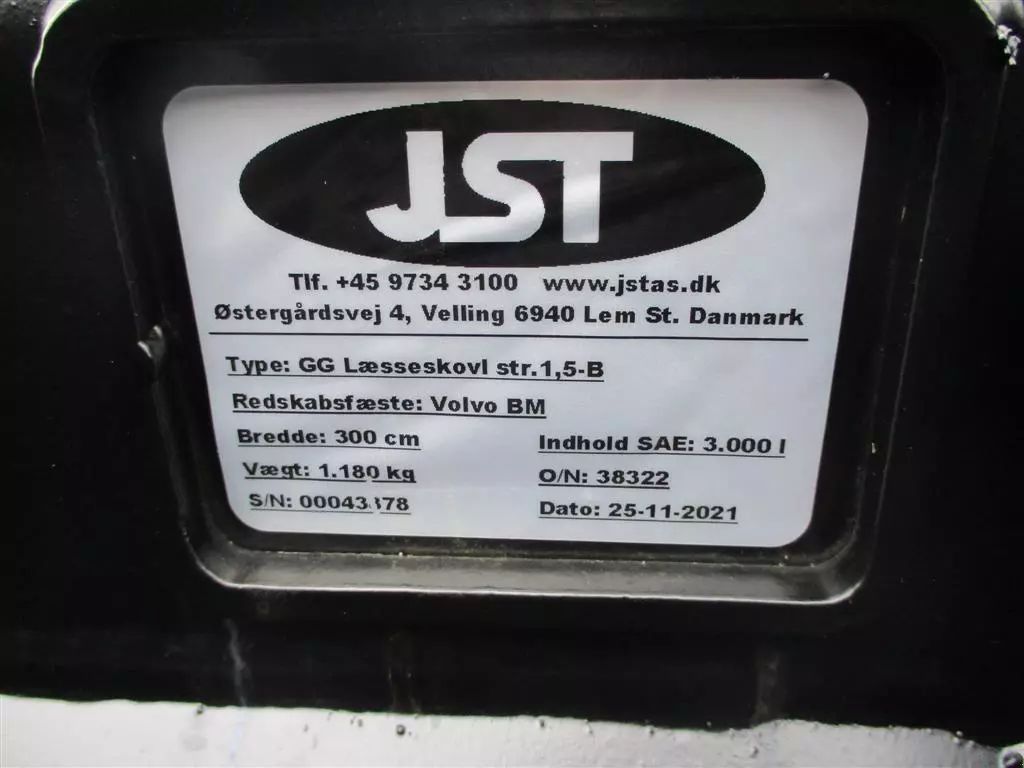 JST
Tlf. +45 9734 3100 www.jstas.dk
Østergårdsvej 4, Velling 6940 Lem St. Danmark
Type: GG Læsseskovl str.1,5-B
Redskabsfæste: Volvo BM
Bredde: 300 cm
Indhold SAE: 3.000 l
Vægt: 1.180 kg
O/N: 38322
S/N:
Dato: 25-11-2021